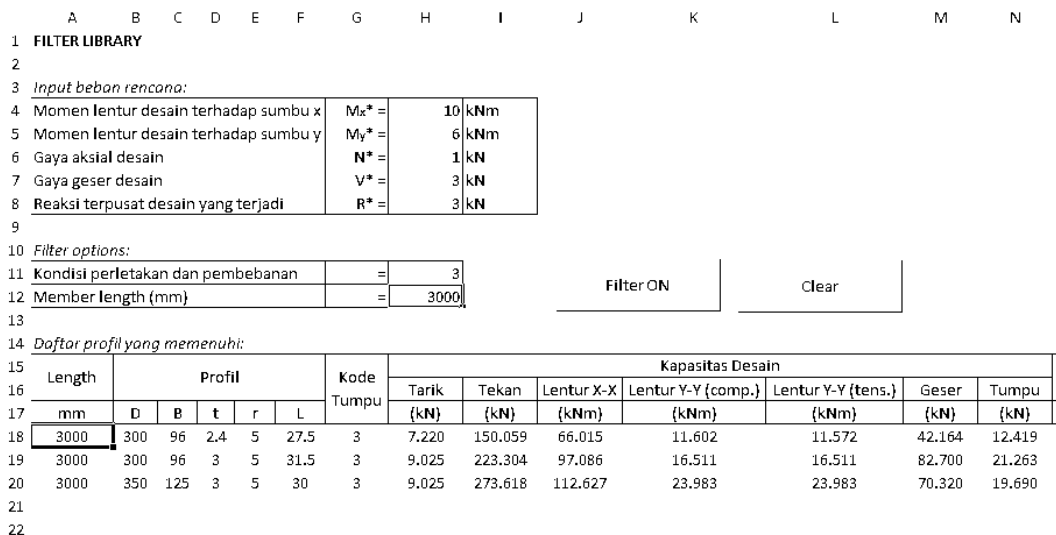 A B C D E F G H I J K L M N
1 FILTER LIBRARY
2
3 Input beban rencana:
4 Momen lentur desain terhadap sumbu x Mx* = 10 kNm
5 Momen lentur desain terhadap sumbu y My* = 6 kNm
6 Gaya aksial desain N* = 1 kN
7 Gaya geser desain V* = 3 kN
8 Reaksi terpusat desain yang terjadi R* = 3 kN
9
10 Filter options:
11 Kondisi perletakan dan pembebanan = 3
12 Member length (mm) = 3000
Filter ON Clear
13
14 Daftar profil yang memenuhi:
15 Length Profil Kode Tumpu Kapasitas Desain
16 Tarik Tekan Lentur X-X Lentur Y-Y (comp.) Lentur Y-Y (tens.) Geser Tumpu
17 mm D B t r L (kN) (kN) (kNm) (kNm) (kNm) (kN) (kN)
18 3000 300 96 2.4 5 27.5 3 7.220 150.059 66.015 11.602 11.572 42.164 12.419
19 3000 300 96 3 5 31.5 3 9.025 223.304 97.086 16.511 16.511 82.700 21.263
20 3000 350 125 3 5 30 3 9.025 273.618 112.627 23.983 23.983 70.320 19.690
21
22